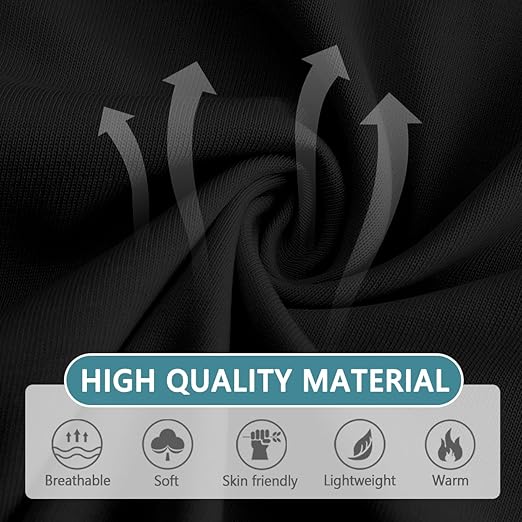 HIGH QUALITY MATERIAL
Breathable
Soft
Skin friendly
Lightweight
Warm